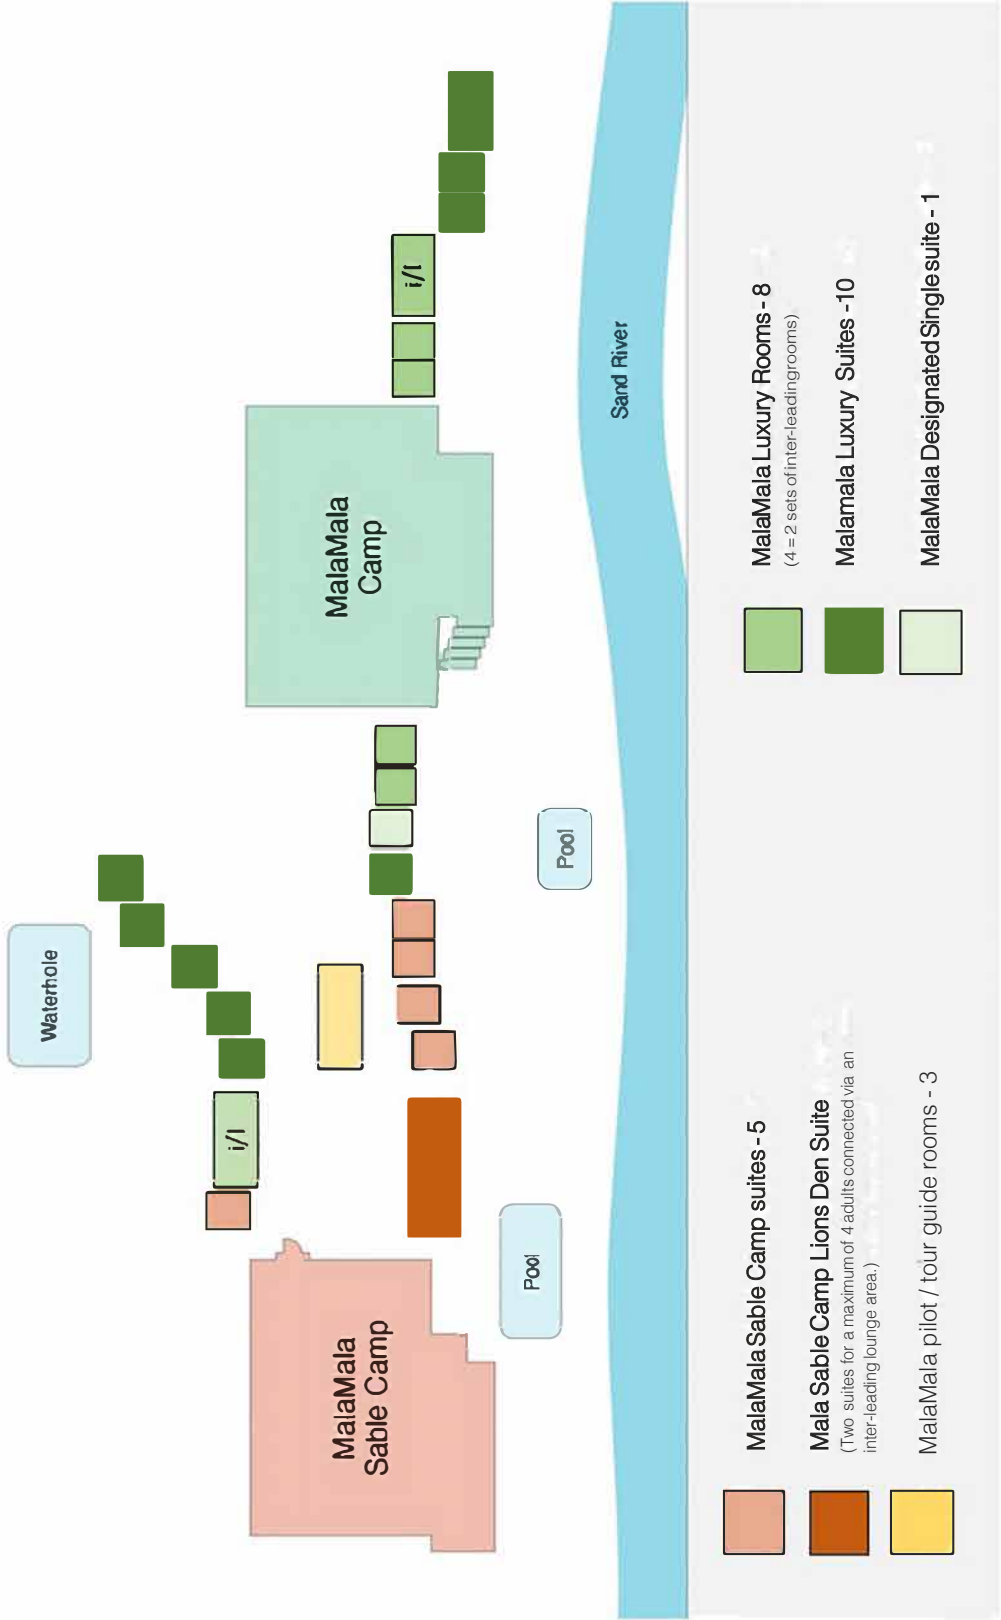 Waterhole
i/l
i/l
MalaMala
Sable Camp
MalaMala
Camp
Pool
Pool
Sand River
MalaMala Sable Camp suites - 5
Mala Sable Camp Lions Den Suite
(Two suites for a maximum of 4 adults connected via an
inter-leading lounge area.)
MalaMala pilot / tour guide rooms - 3
MalaMala Luxury Rooms - 8
(4 = 2 sets of inter-leadingrooms)
Malamala Luxury Suites -10
MalaMala Designated Single suite - 1